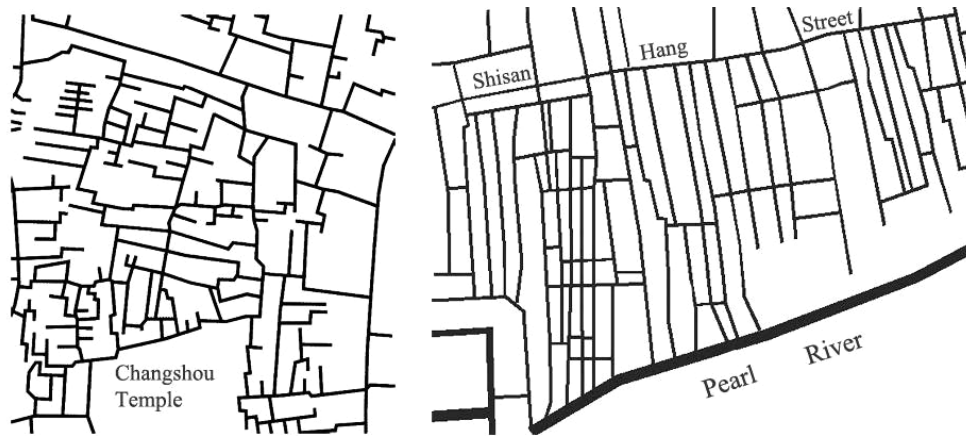 Changshou
Temple
Shisan
Hang
Street
Pearl
River